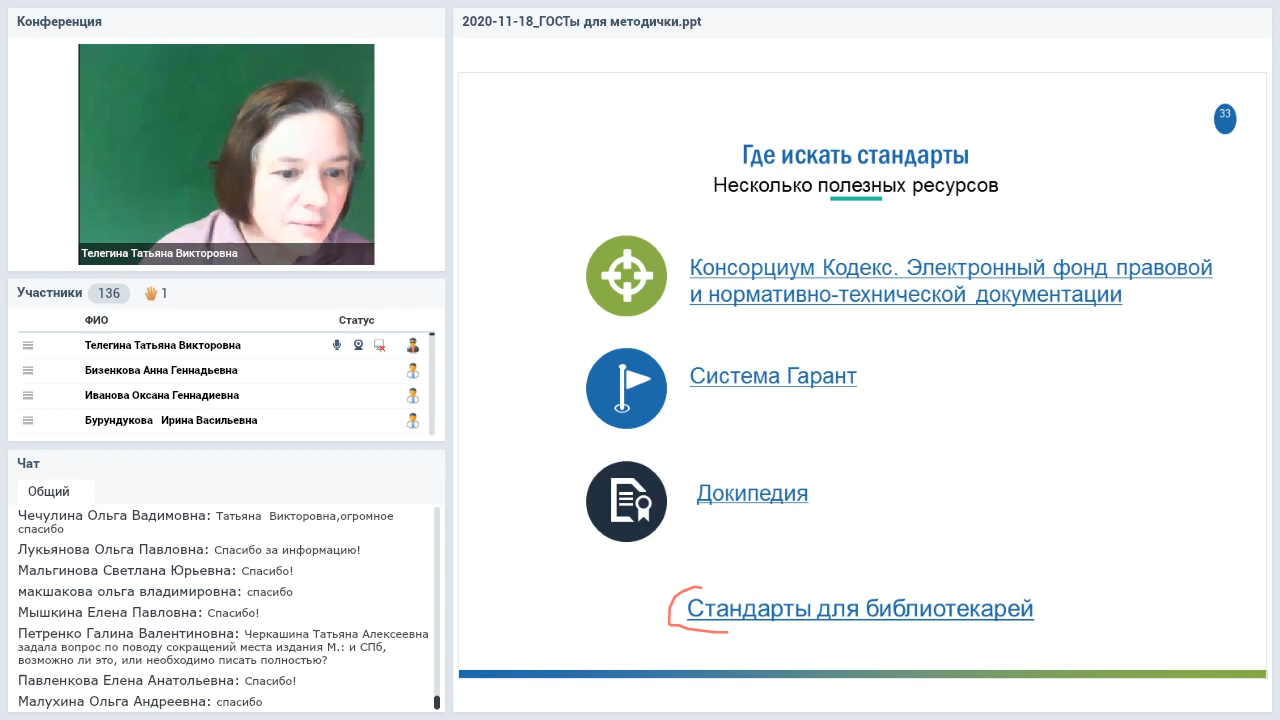 Конференция
Телегина Татьяна Викторовна
Участники 136 1
ФИО Статус
Телегина Татьяна Викторовна
Бизенкова Анна Геннадьевна
Иванова Оксана Геннадиевна
Бурундукова Ирина Васильевна
Чат
Общий
Чечулина Ольга Вадимовна: Татьяна Викторовна,огромное
спасибо
Лукьянова Ольга Павловна: Спасибо за информацию!
Мальгинова Светлана Юрьевна: Спасибо!
макшакова ольга владимировна: спасибо
Мышкина Елена Павловна: Спасибо!
Петренко Галина Валентиновна: Черкашина Татьяна Алексеевна
задала вопрос по поводу сокращений места издания М.: и СПб,
возможно ли это, или необходимо писать полностью?
Павленкова Елена Анатольевна: Спасибо!
Малухина Ольга Андреевна: спасибо
2020-11-18_ГОСТы для методички.ppt
33
Где искать стандарты
Несколько полезных ресурсов
Консорциум Кодекс. Электронный фонд правовой
и нормативно-технической документации
Система Гарант
Докипедия
Стандарты для библиотекарей